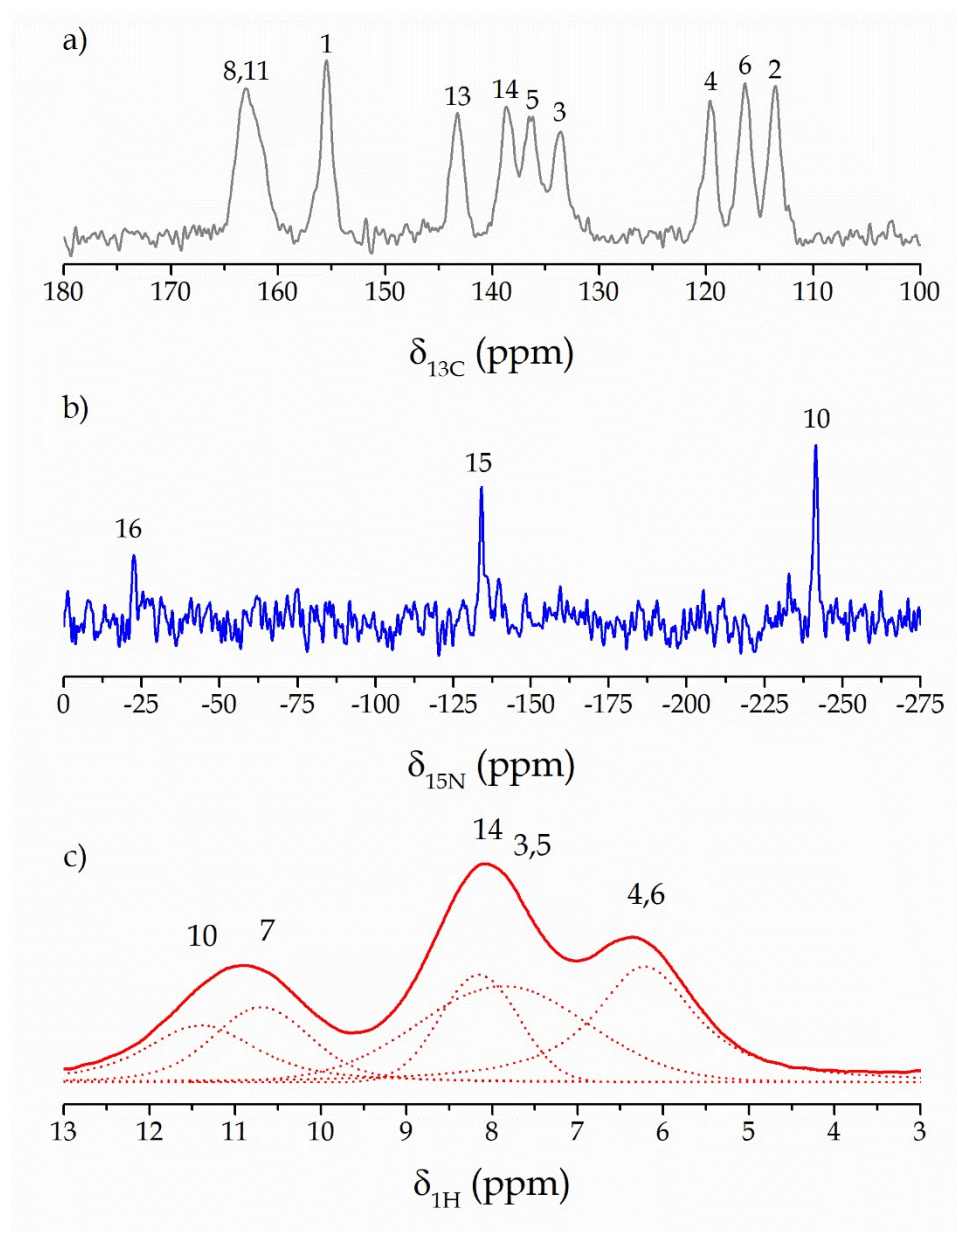 a)
8,11 1 13 14 5 3 4 6 2
180 170 160 150 140 130 120 110 100
δ13C (ppm)
b)
16 15 10
0 -25 -50 -75 -100 -125 -150 -175 -200 -225 -250 -275
δ15N (ppm)
c)
10 7 14 3,5 4,6
13 12 11 10 9 8 7 6 5 4 3
δ1H (ppm)